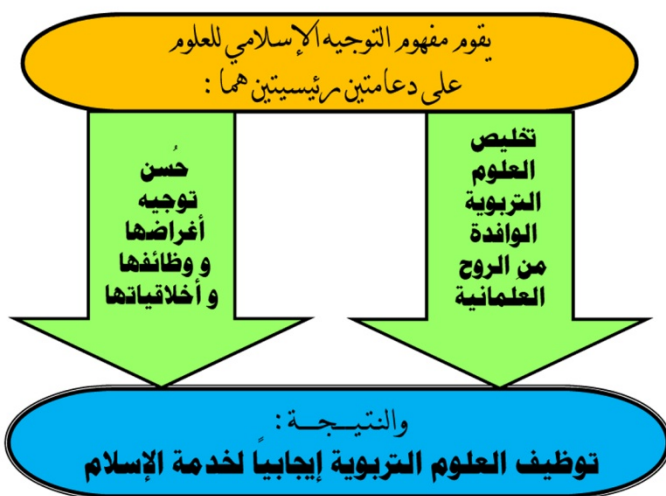 يقوم مفهوم التوجيه الإسلامي للعلوم
على دعامتين رئيسيتين هما :
تخليص
العلوم
التربوية
الوافدة
من الروح
العلمانية
حُسن
توجيه
أغراضها
و وظائفها
و أخلاقياتها
والنتيـــجـــة :
توظيف العلوم التربوية إيجابياً لخدمة الإسلام